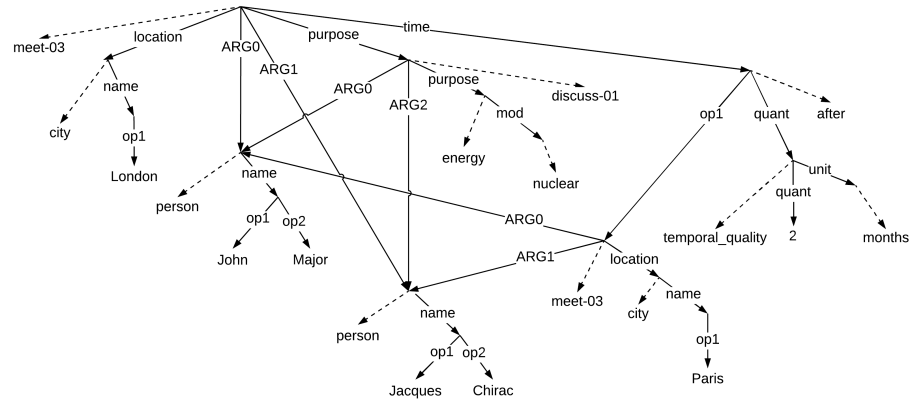 time
location
ARG0
purpose
meet-03
ARG1
purpose
name
ARG0
discuss-01
ARG2
op1
quant
after
mod
city
op1
energy
London
name
nuclear
unit
person
quant
op1
op2
ARG0
temporal_quality
2
months
John
Major
ARG1
location
meet-03
city
name
person
name
op1
op1
op2
Paris
Jacques
Chirac